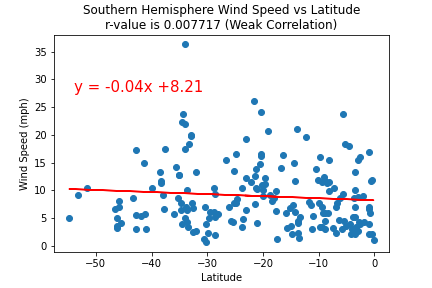 Southern Hemisphere Wind Speed vs Latitude
r-value is 0.007717 (Weak Correlation)
y = -0.04x +8.21
Wind Speed (mph)
35
30
25
20
15
10
5
0
−50
−40
−30
−20
−10
0
Latitude